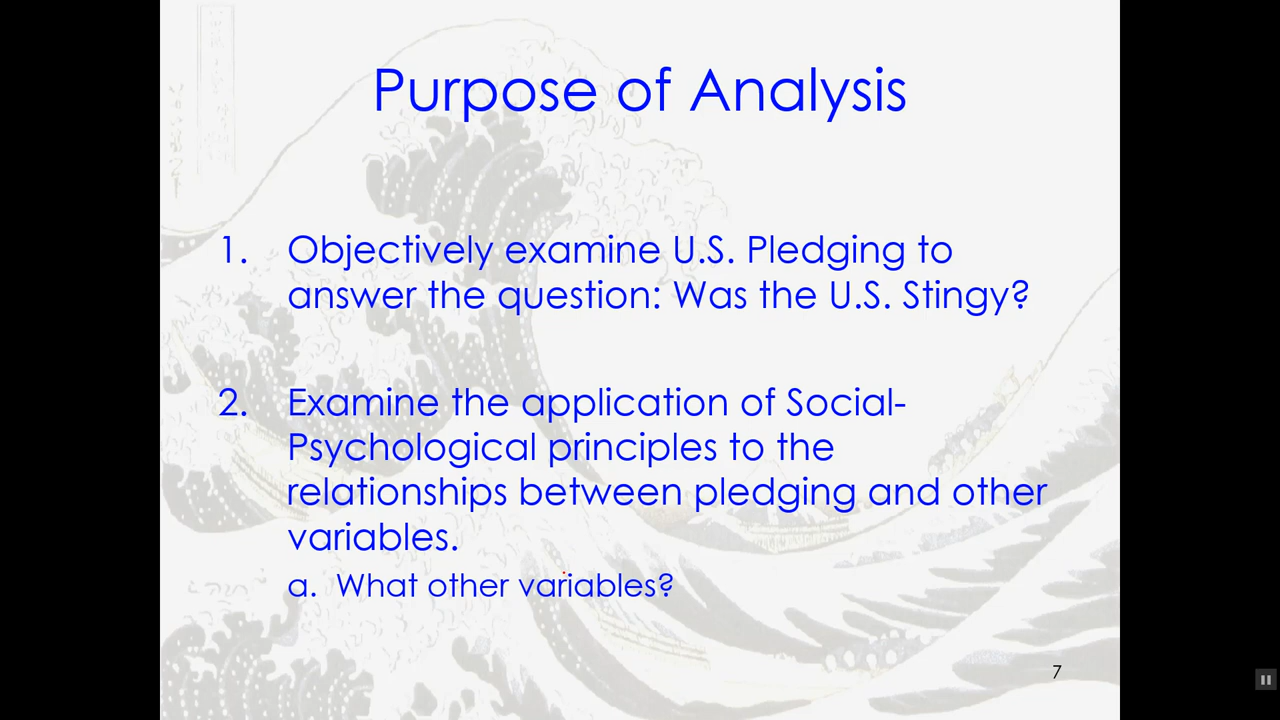 Purpose of Analysis
1. Objectively examine U.S. Pledging to
answer the question: Was the U.S. Stingy?
2. Examine the application of Social-
Psychological principles to the
relationships between pledging and other
variables.
a. What other variables?
7